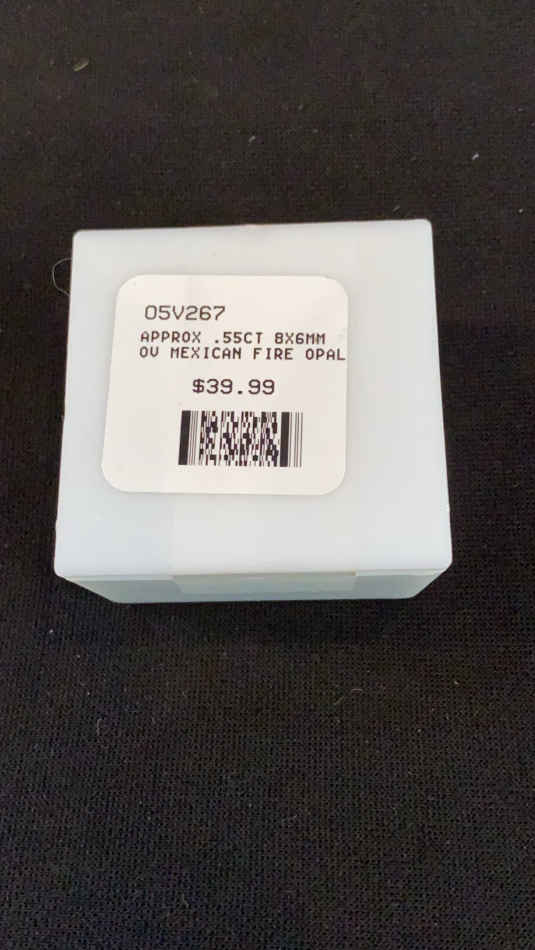 05V267
APPROX .55CT 8X6MM
OV MEXICAN FIRE OPAL
$39.99